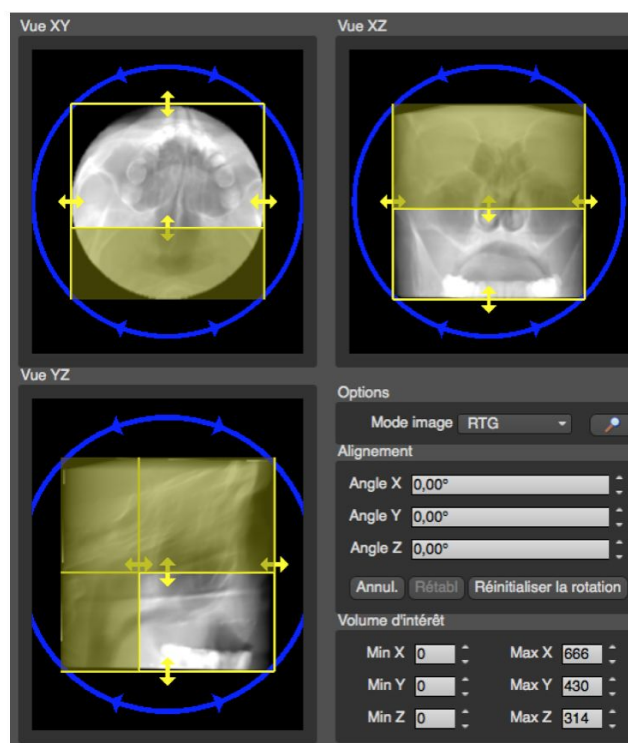 Vue XY
Vue XZ
Vue YZ
Options
Mode image RTG
Alignement
Angle X 0,00°
Angle Y 0,00°
Angle Z 0,00°
Annul. Rétabl Réinitialiser la rotation
Volume d'intérêt
Min X 0 Max X 666
Min Y 0 Max Y 430
Min Z 0 Max Z 314